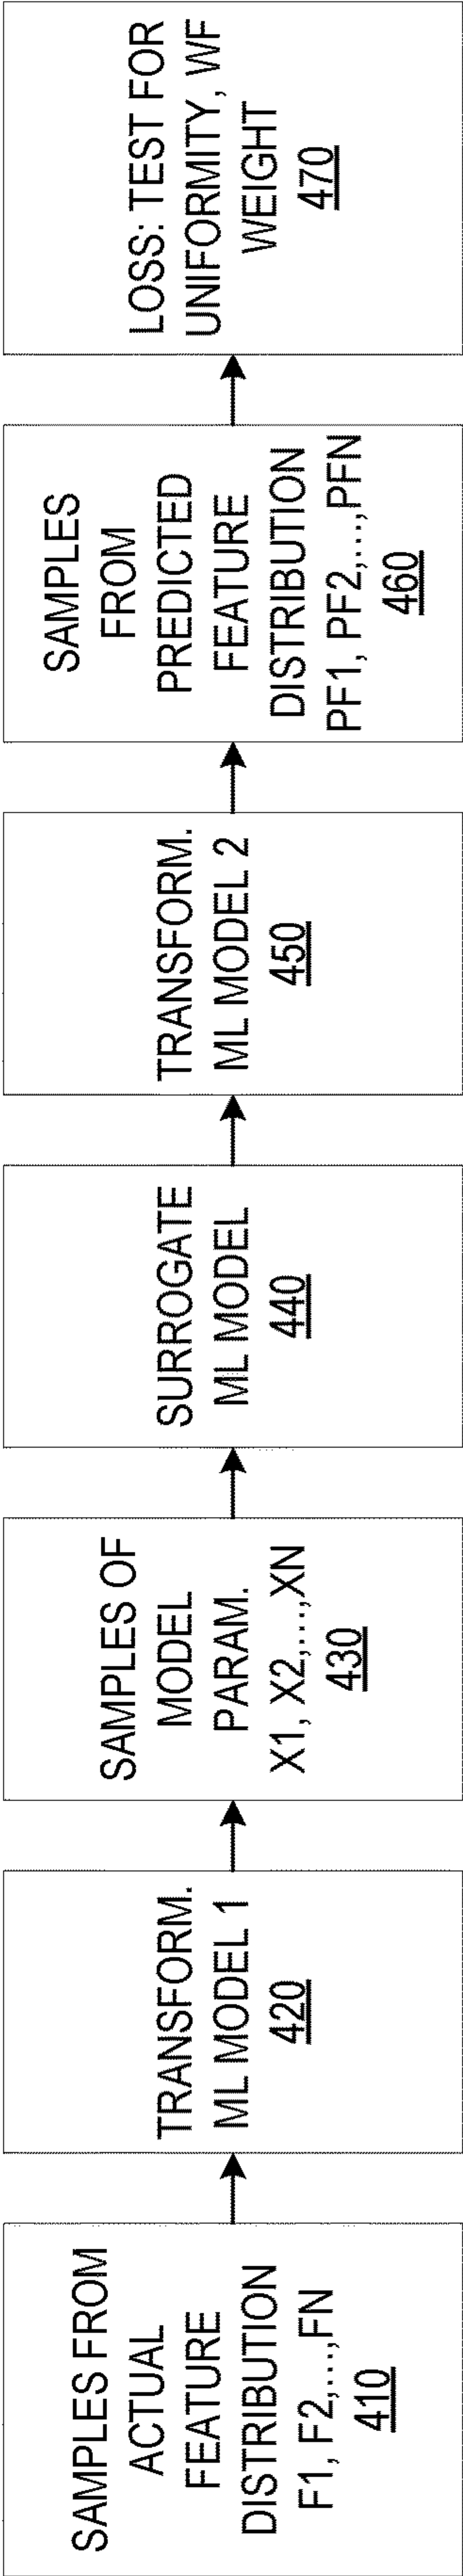 SAMPLES FROM
ACTUAL
FEATURE
DISTRIBUTION
F1, F2,...,FN
410
TRANSFORM.
ML MODEL 1
420
SAMPLES OF
MODEL
PARAM.
X1, X2,...,XN
430
SURROGATE
ML MODEL
440
TRANSFORM.
ML MODEL 2
450
SAMPLES
FROM
PREDICTED
FEATURE
DISTRIBUTION
PF1, PF2,...,PFN
460
LOSS: TEST FOR
UNIFORMITY, WF
WEIGHT
470